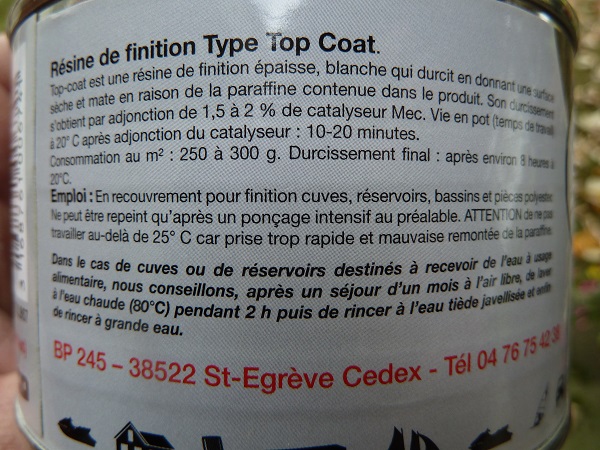 Résine de finition Type Top Coat.
Top-coat est une résine de finition épaisse, blanche qui durcit en donnant une surface
sèche et mate en raison de la paraffine contenue dans le produit. Son durcissement
s'obtient par adjonction de 1,5 à 2 % de catalyseur Mec. Vie en pot (temps de travail)
à 20° C après adjonction du catalyseur : 10-20 minutes.
Consommation au m² : 250 à 300 g. Durcissement final : après environ 8 heures à
20°C.
Emploi : En recouvrement pour finition cuves, réservoirs, bassins et pièces polyester.
Ne peut être repeint qu'après un ponçage intensif au préalable. ATTENTION de ne pas
travailler au-delà de 25° C car prise trop rapide et mauvaise remontée de la paraffine.
Dans le cas de cuves ou de réservoirs destinés à recevoir de l'eau à usage
alimentaire, nous conseillons, après un séjour d'un mois à l'air libre, de laver
à l'eau chaude (80°C) pendant 2 h puis de rincer à l'eau tiède javellisée et enfin
de rincer à grande eau.
BP 245 – 38522 St-Egrève Cedex - Tél 04 76 75 42 38